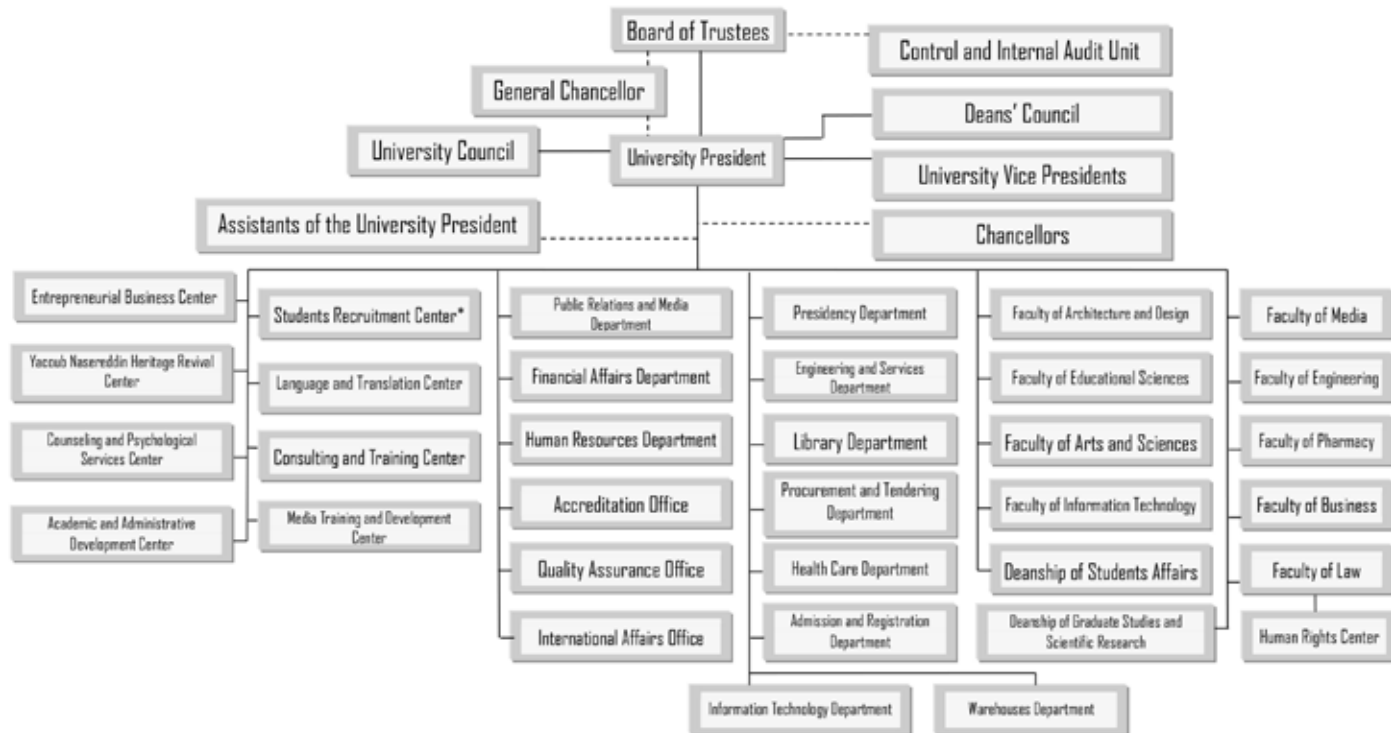 Board of Trustees
Control and Internal Audit Unit
General Chancellor
Deans' Council
University Council
University President
University Vice Presidents
Assistants of the University President
Chancellors
Entrepreneurial Business Center
Students Recruitment Center*
Public Relations and Media
Department
Presidency Department
Faculty of Architecture and Design
Faculty of Media
Yacoub Nasereddin Heritage Revival
Center
Language and Translation Center
Financial Affairs Department
Engineering and Services
Department
Faculty of Educational Sciences
Faculty of Engineering
Counseling and Psychological
Services Center
Consulting and Training Center
Human Resources Department
Library Department
Faculty of Arts and Sciences
Faculty of Pharmacy
Academic and Administrative
Development Center
Media Training and Development
Center
Accreditation Office
Procurement and Tendering
Department
Faculty of Information Technology
Faculty of Business
Quality Assurance Office
Health Care Department
Deanship of Students Affairs
Faculty of Law
International Affairs Office
Admission and Registration
Department
Deanship of Graduate Studies and
Scientific Research
Human Rights Center
Information Technology Department
Warehouses Department